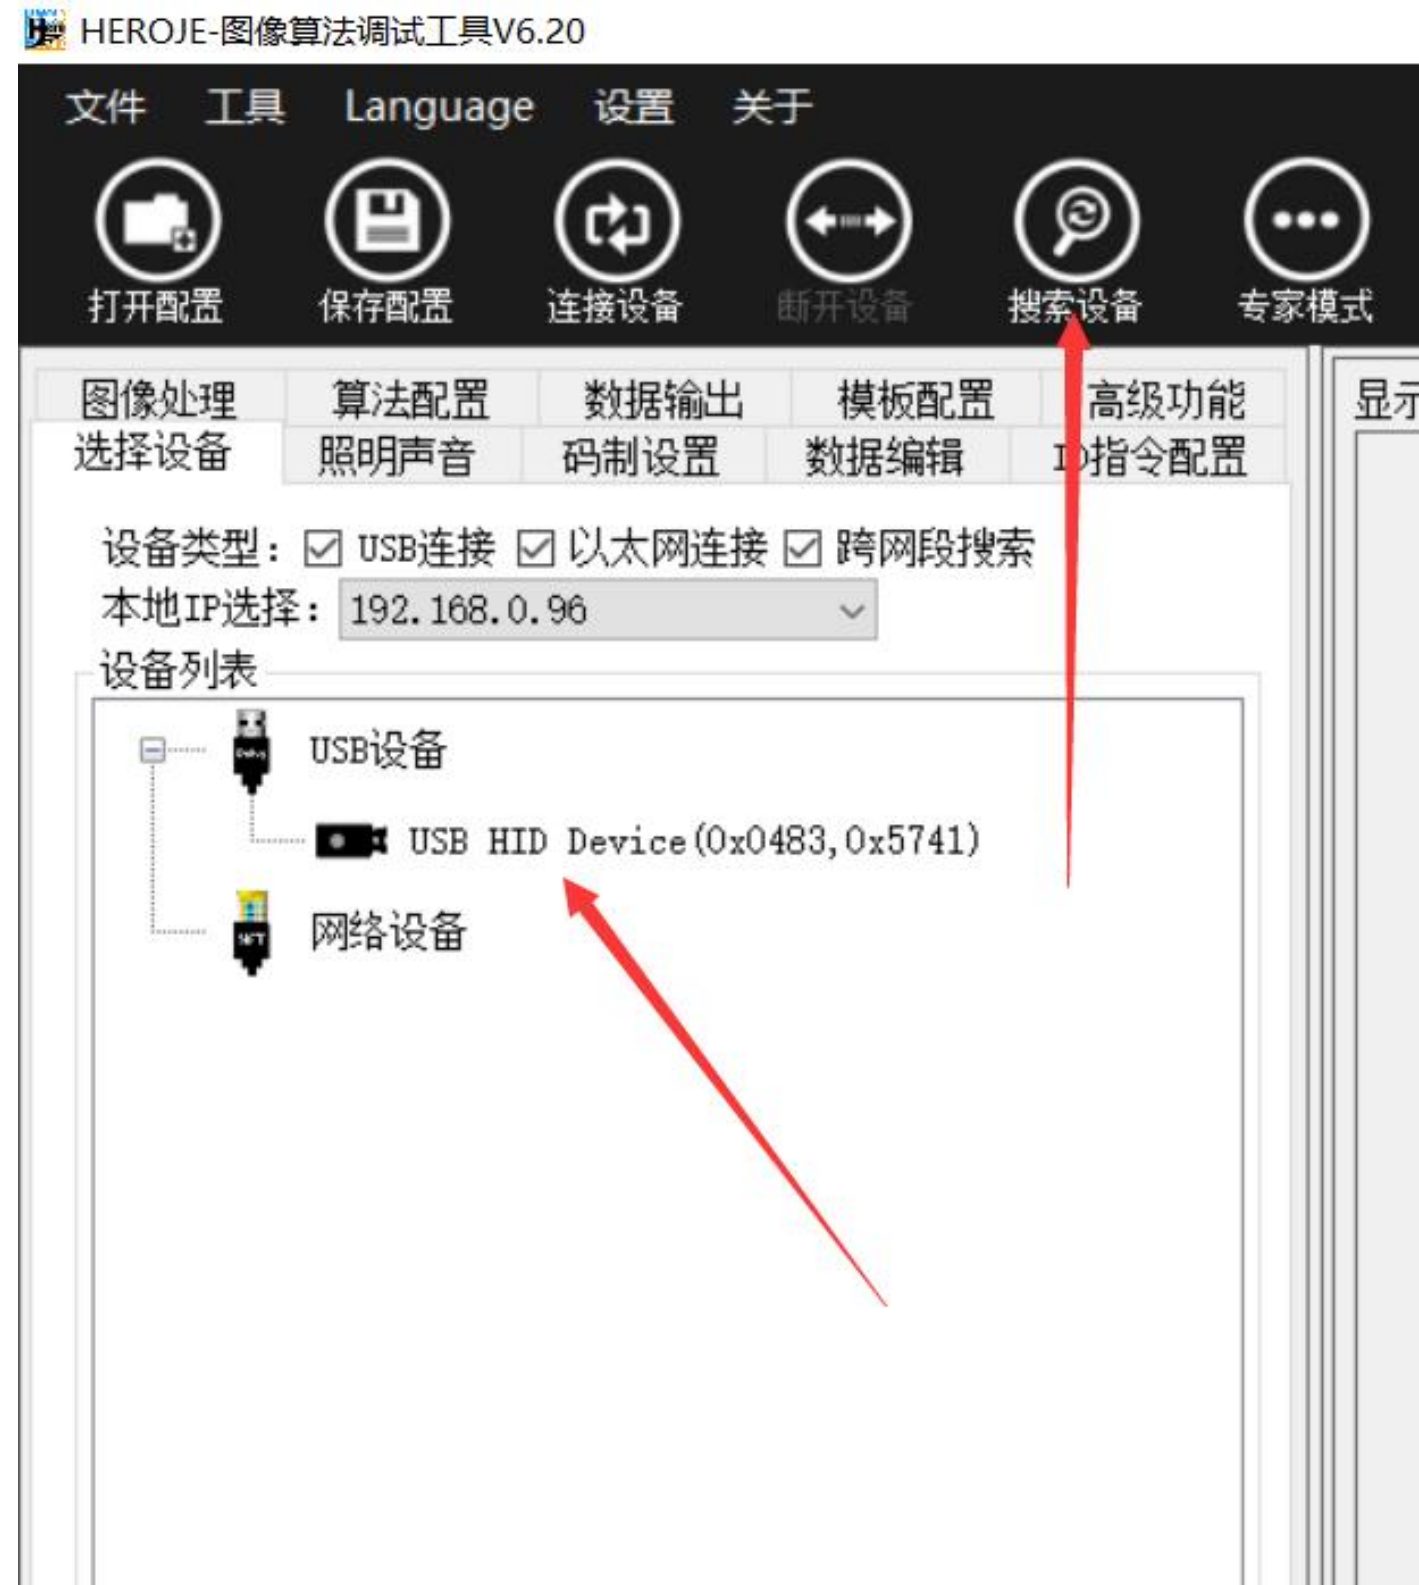 HEROJE-图像算法调试工具V6.20
文件 工具 Language 设置 关于
打开配置 保存配置 连接设备 断开设备 搜索设备 专家模式
图像处理 算法配置 数据输出 模板配置 高级功能
显示
选择设备 照明声音 码制设置 数据编辑 ID指令配置
设备类型: USB连接 以太网连接 跨网段搜索
本地IP选择: 192.168.0.96
设备列表
USB设备
USB HID Device(0x0483,0x5741)
网络设备